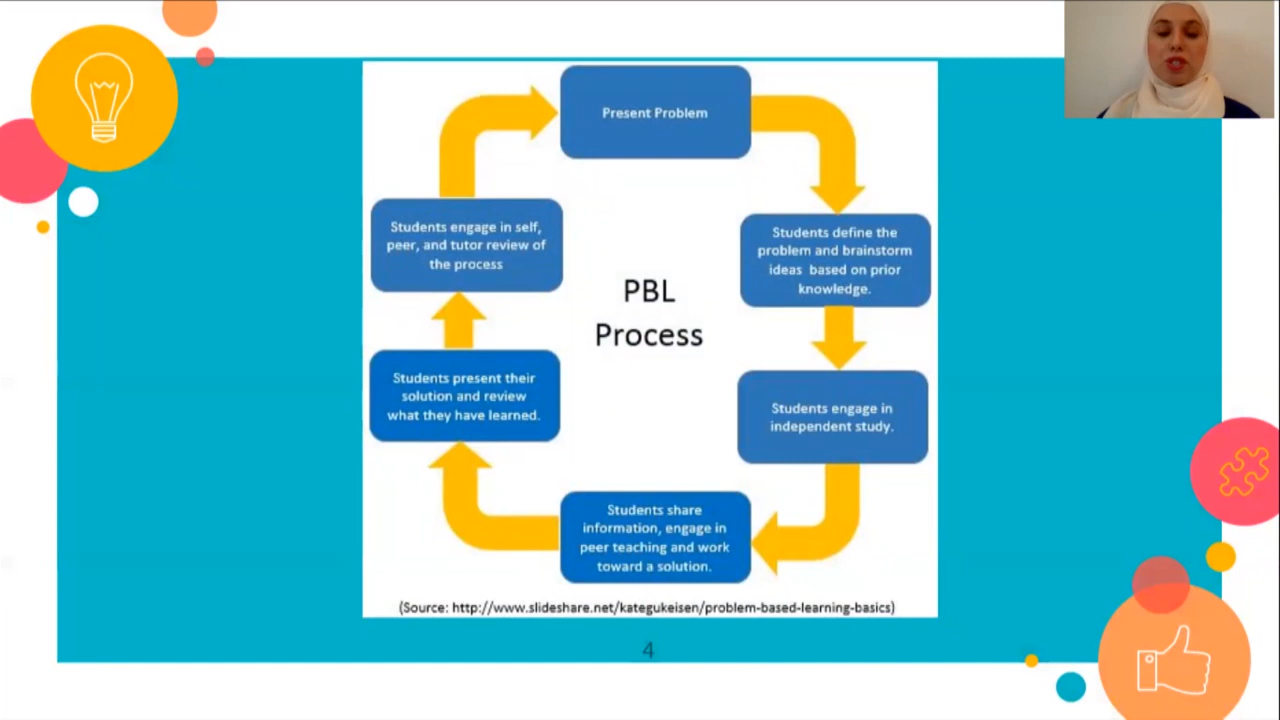 Present Problem
Students define the
problem and brainstorm
ideas based on prior
knowledge.
Students engage in
independent study.
Students share
information, engage in
peer teaching and work
toward a solution.
Students present their
solution and review
what they have learned.
Students engage in self,
peer, and tutor review of
the process
PBL
Process
(Source: http://www.slideshare.net/kategukeisen/problem-based-learning-basics)
4